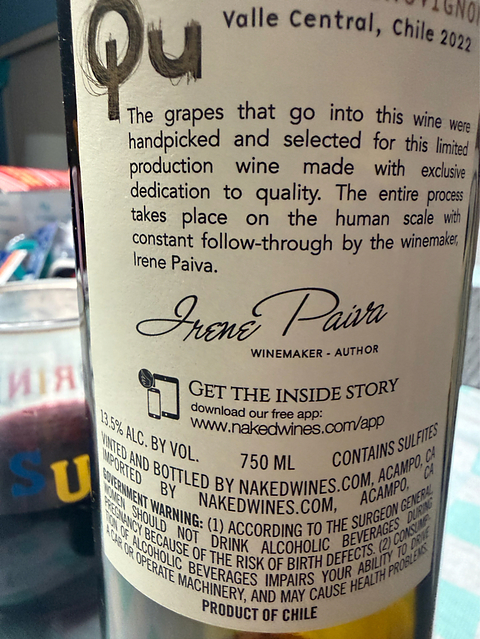 Qu
Valle Central, Chile 2022
The grapes that go into this wine were
handpicked and selected for this limited
production wine made with exclusive
dedication to quality. The entire process
takes place on the human scale with
constant follow-through by the winemaker,
Irene Paiva.
Irene Paiva
WINEMAKER - AUTHOR
GET THE INSIDE STORY
download our free app:
www.nakedwines.com/app
13.5% ALC. BY VOL. 750 ML CONTAINS SULFITES
VINTED AND BOTTLED BY NAKEDWINES.COM, ACAMPO, CA
IMPORTED BY NAKEDWINES.COM, ACAMPO, CA
GOVERNMENT WARNING: (1) ACCORDING TO THE SURGEON GENERAL,
WOMEN SHOULD NOT DRINK ALCOHOLIC BEVERAGES DURING
PREGNANCY BECAUSE OF THE RISK OF BIRTH DEFECTS. (2) CONSUMP-
TION OF ALCOHOLIC BEVERAGES IMPAIRS YOUR ABILITY TO DRIVE
A CAR OR OPERATE MACHINERY, AND MAY CAUSE HEALTH PROBLEMS.
PRODUCT OF CHILE